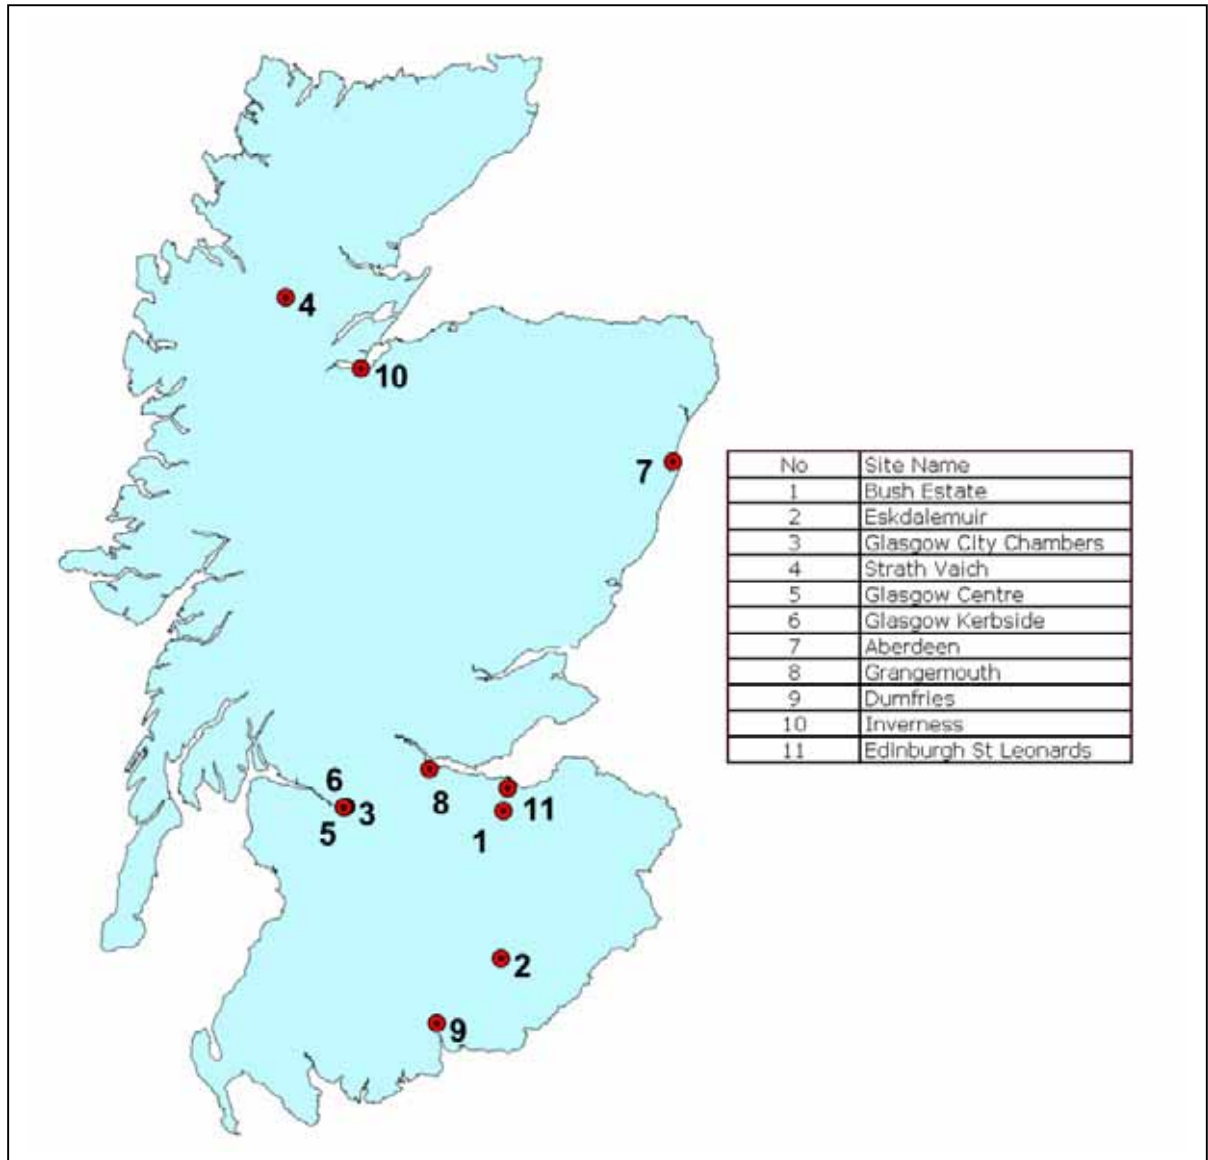 4
10
7
No Site Name
1 Bush Estate
2 Eskdalemuir
3 Glasgow City Chambers
4 Strath Vaich
5 Glasgow Centre
6 Glasgow Kerbside
7 Aberdeen
8 Grangemouth
9 Dumfries
10 Inverness
11 Edinburgh St Leonards
6
3
5
8
11
1
2
9